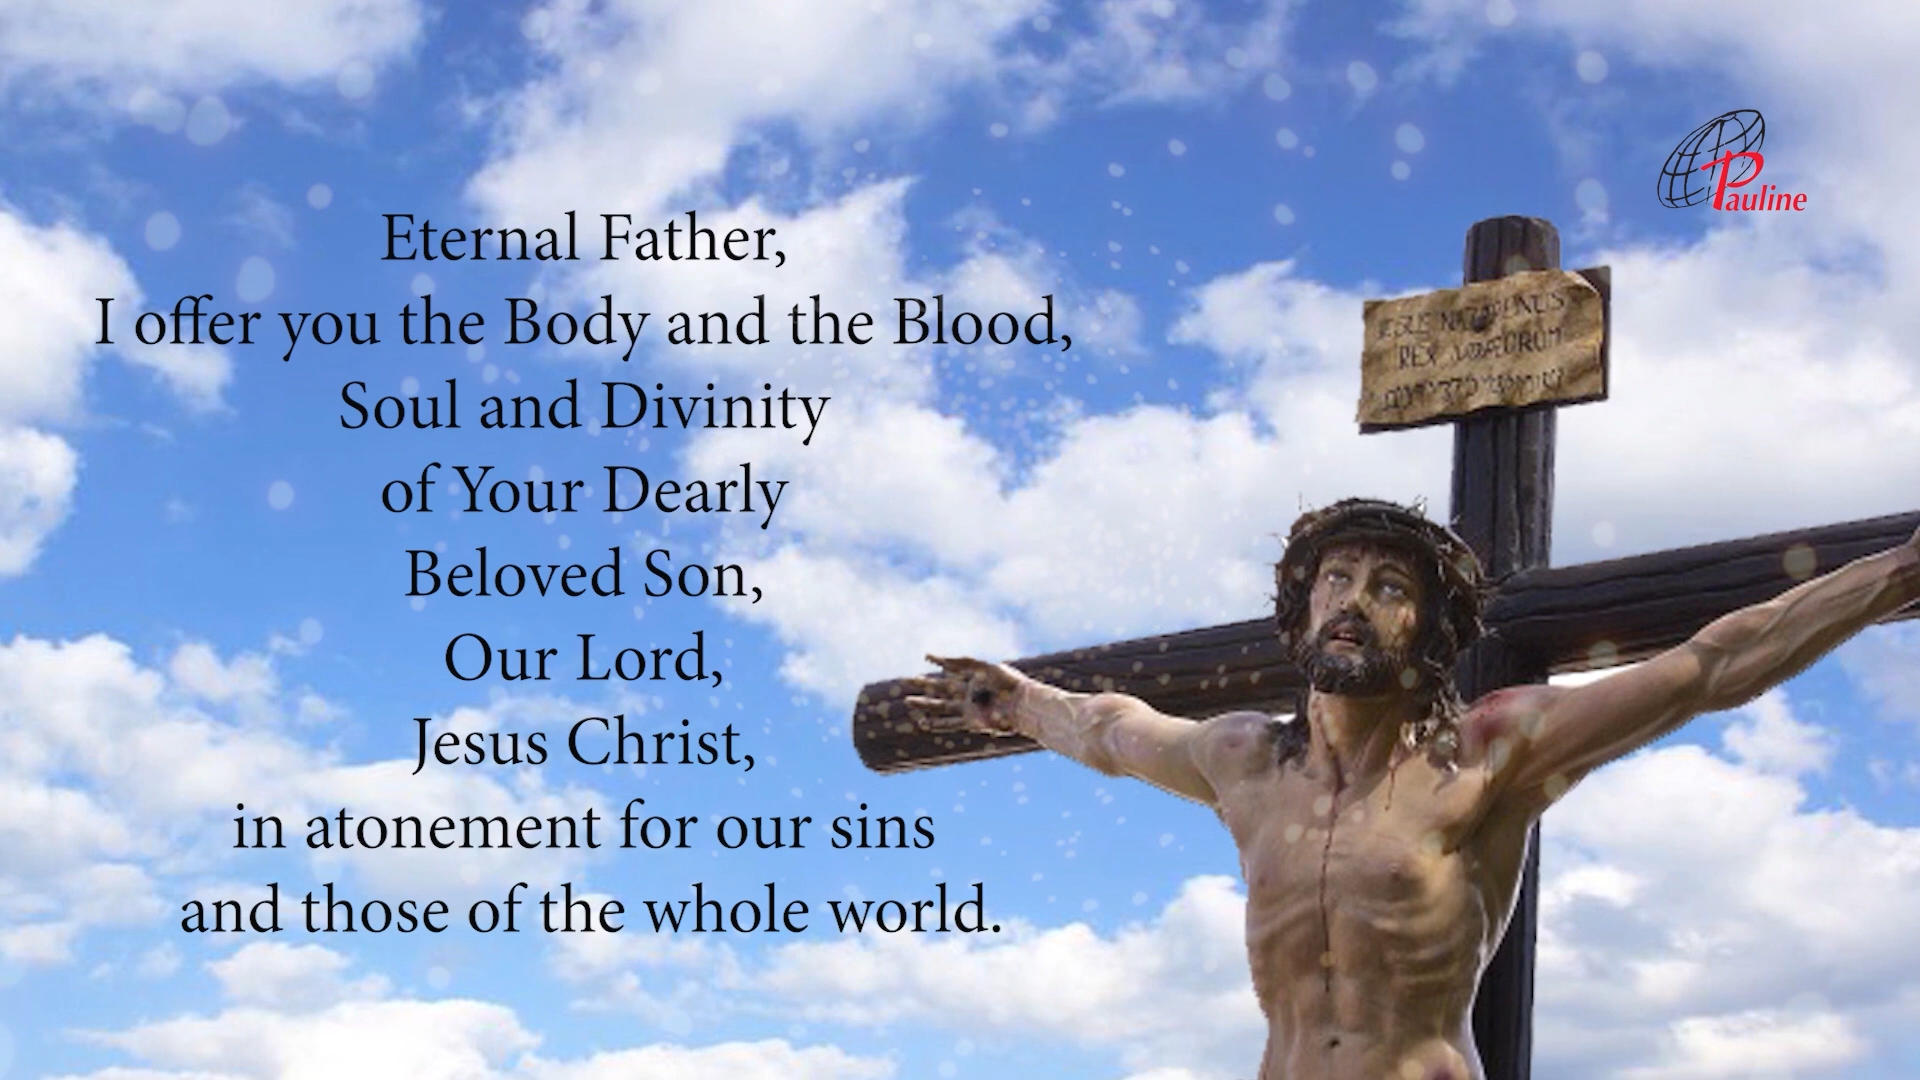 Pauline
Eternal Father,
I offer you the Body and the Blood,
Soul and Divinity
of Your Dearly
Beloved Son,
Our Lord,
Jesus Christ,
in atonement for our sins
and those of the whole world.
REX